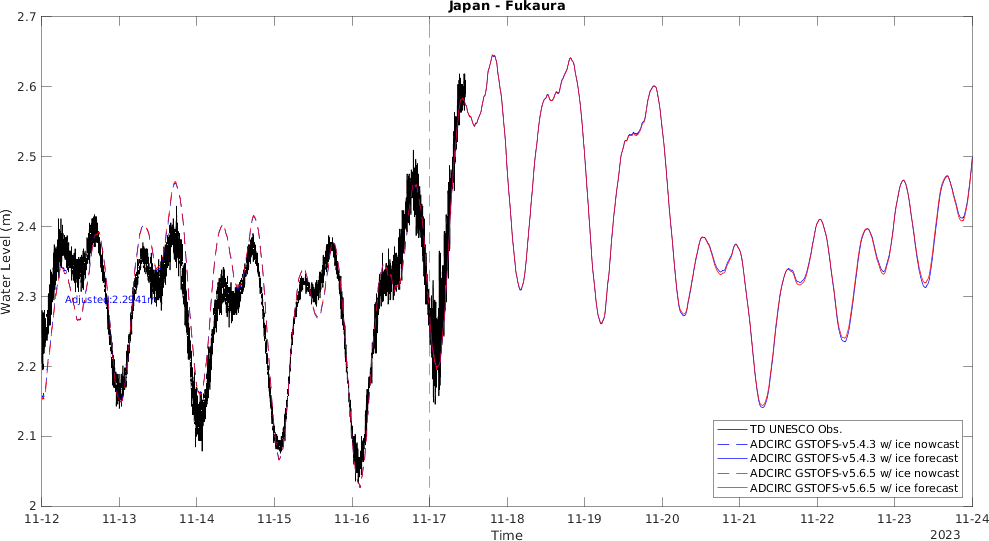 Japan - Fukaura
2.7
2.6
2.5
2.4
2.3
2.2
2.1
2
Water Level (m)
Adjusted:2.2941m
TD UNESCO Obs.
ADCIRC GSTOFS-v5.4.3 w/ ice nowcast
ADCIRC GSTOFS-v5.4.3 w/ ice forecast
ADCIRC GSTOFS-v5.6.5 w/ ice nowcast
ADCIRC GSTOFS-v5.6.5 w/ ice forecast
11-12 11-13 11-14 11-15 11-16 11-17 11-18 11-19 11-20 11-21 11-22 11-23 11-24
Time
2023